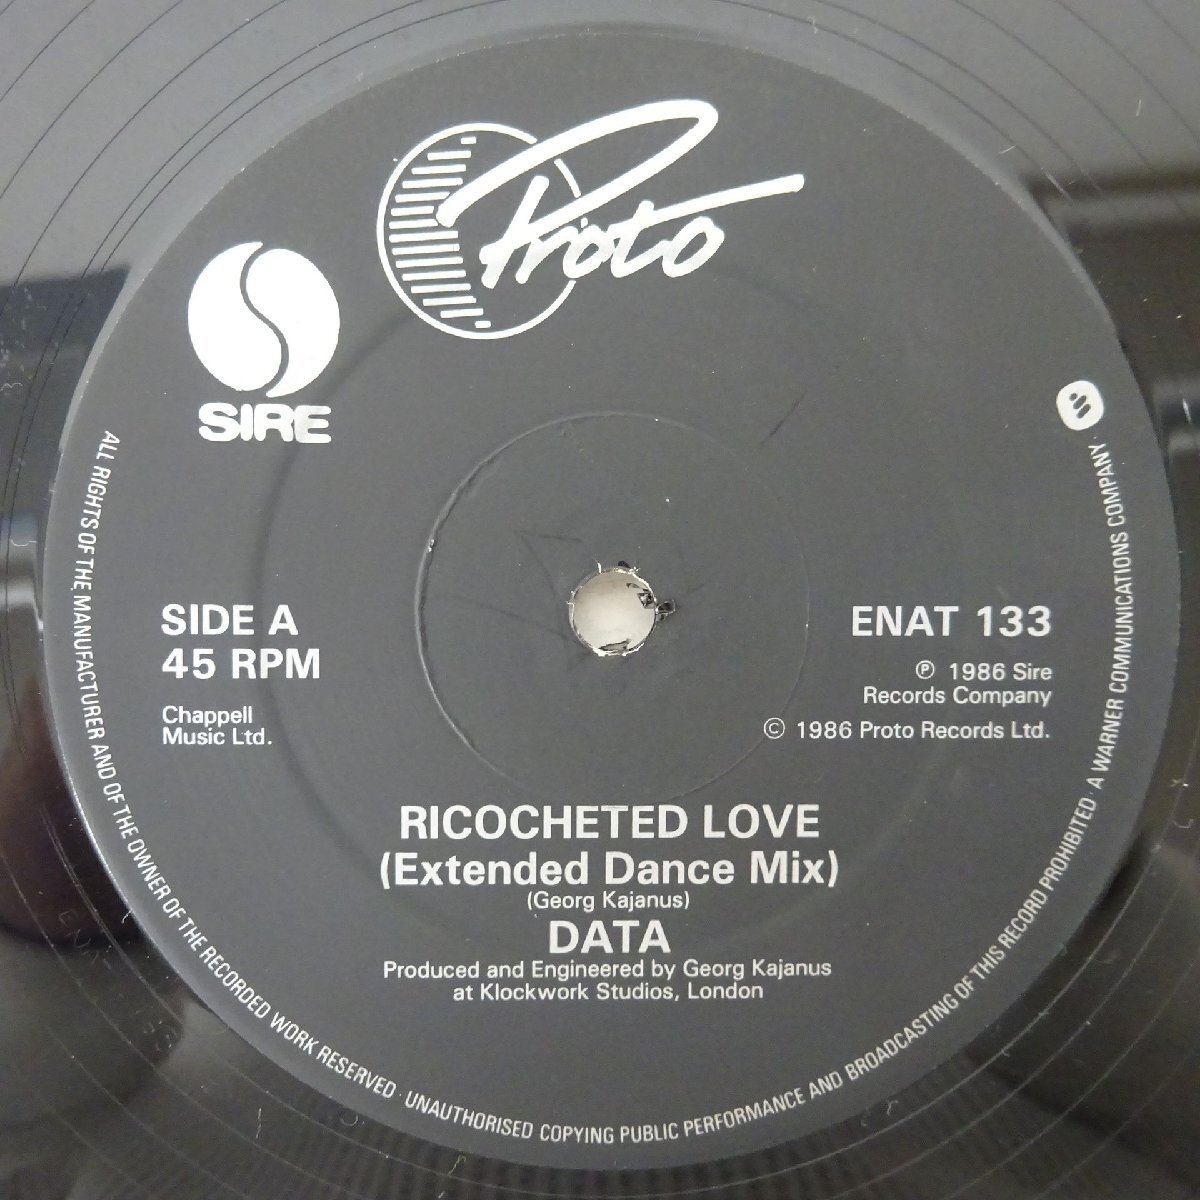 Proto
SIRE
SIDE A
45 RPM
Chappell
Music Ltd.
ENAT 133
Ⓟ 1986 Sire
Records Company
© 1986 Proto Records Ltd.
RICOCHETED LOVE
(Extended Dance Mix)
(Georg Kajanus)
DATA
Produced and Engineered by Georg Kajanus
at Klockwork Studios, London
ALL RIGHTS OF THE MANUFACTURER AND OF THE OWNER OF THE RECORDED WORK RESERVED · UNAUTHORISED COPYING PUBLIC PERFORMANCE AND BROADCASTING OF THIS RECORD PROHIBITED · A WARNER COMMUNICATIONS COMPANY ·